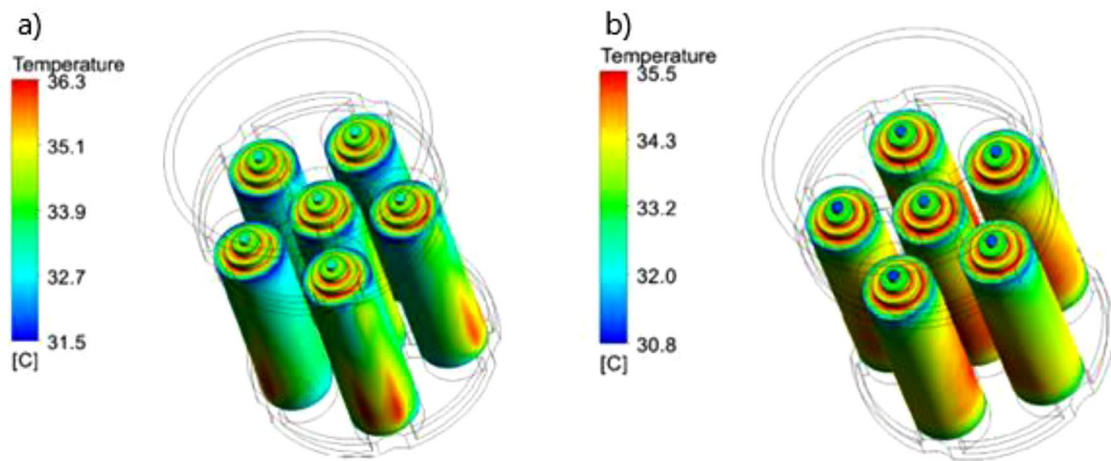 a)
Temperature
36.3
35.1
33.9
32.7
31.5
[C]
b)
Temperature
35.5
34.3
33.2
32.0
30.8
[C]